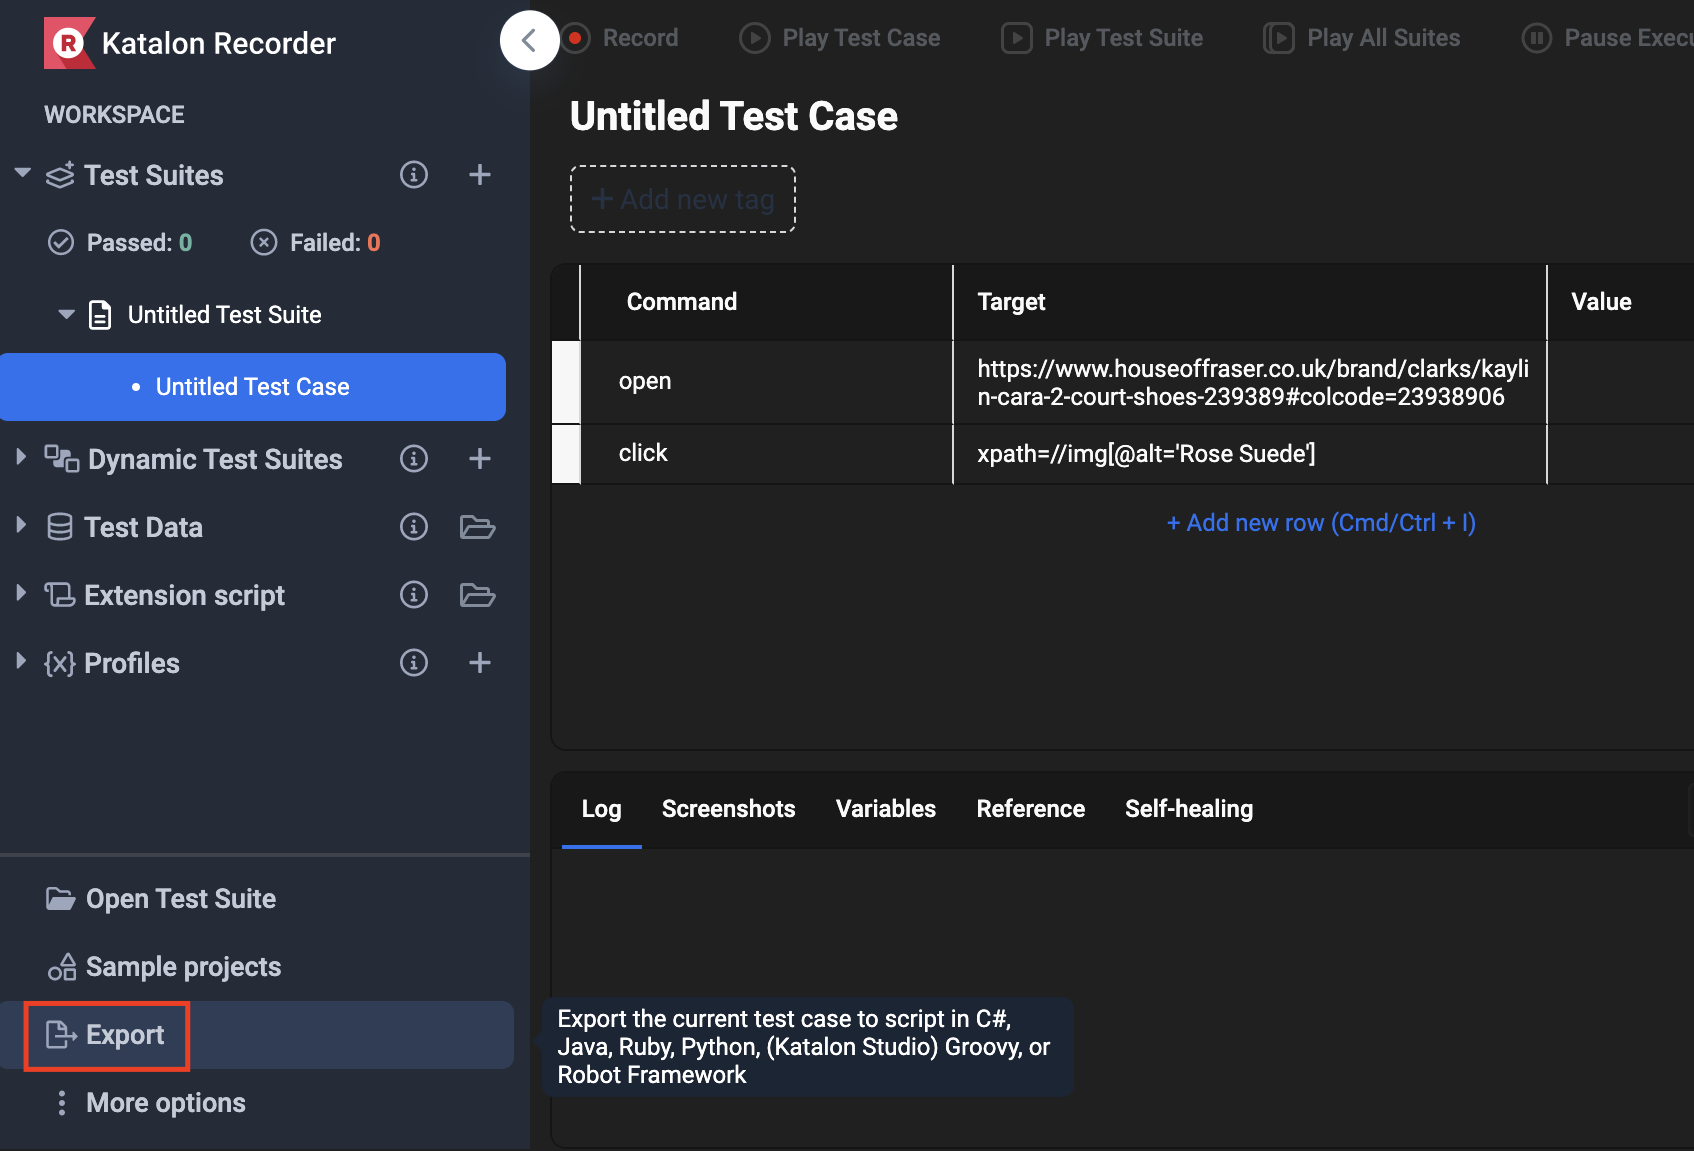 R Katalon Recorder
WORKSPACE
Test Suites
Passed: 0 Failed: 0
Untitled Test Suite
• Untitled Test Case
Dynamic Test Suites
Test Data
Extension script
{x} Profiles
Open Test Suite
Sample projects
Export
More options
Record Play Test Case Play Test Suite Play All Suites Pause Execu
Untitled Test Case
+ Add new tag
Command Target Value
open https://www.houseoffraser.co.uk/brand/clarks/kayli
n-cara-2-court-shoes-239389#colcode=23938906
click xpath=//img[@alt='Rose Suede']
+ Add new row (Cmd/Ctrl + I)
Log Screenshots Variables Reference Self-healing
Export the current test case to script in C#,
Java, Ruby, Python, (Katalon Studio) Groovy, or
Robot Framework